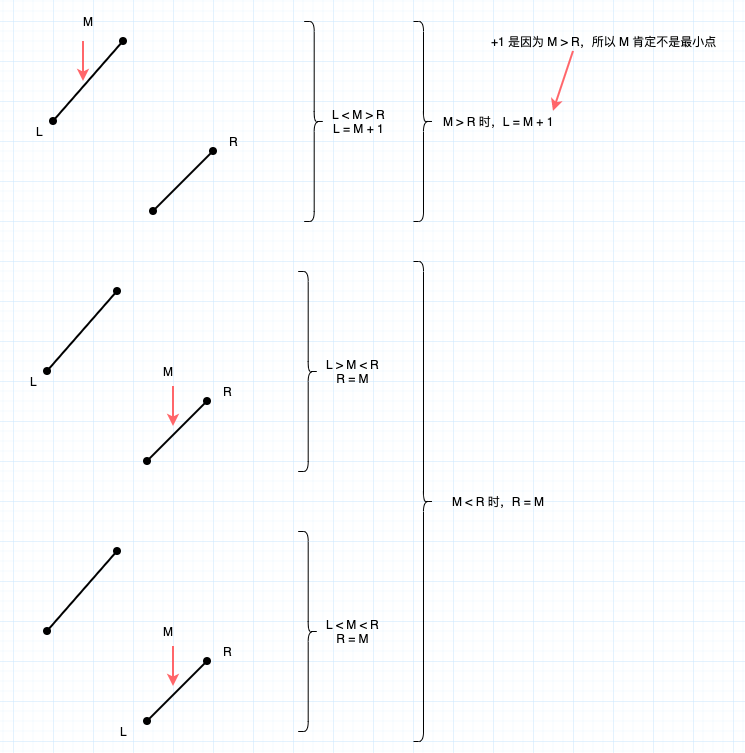 +1 是因为 M > R，所以 M 肯定不是最小点
M
L
R
L < M > R
L = M + 1
M > R 时，L = M + 1
L
M
R
L > M < R
R = M
M < R 时，R = M
M
R
L
L < M < R
R = M